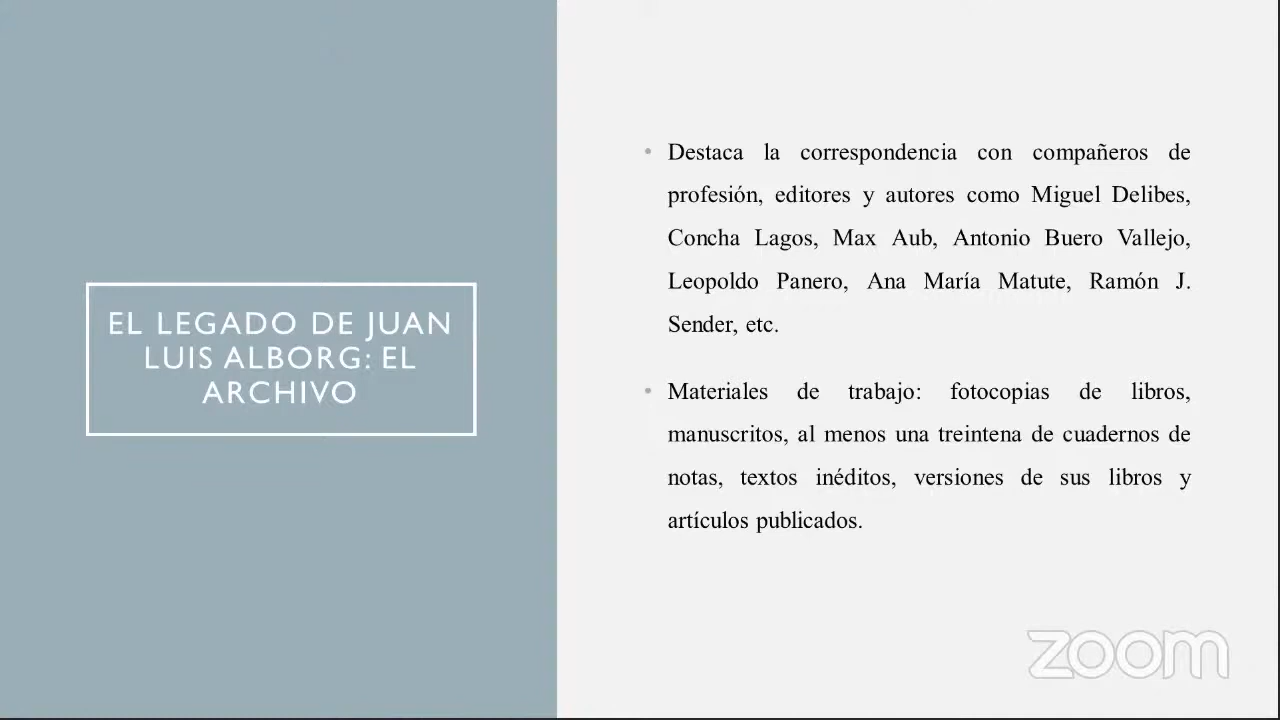 EL LEGADO DE JUAN
LUIS ALBORG: EL
ARCHIVO
• Destaca la correspondencia con compañeros de
profesión, editores y autores como Miguel Delibes,
Concha Lagos, Max Aub, Antonio Buero Vallejo,
Leopoldo Panero, Ana María Matute, Ramón J.
Sender, etc.
• Materiales de trabajo: fotocopias de libros,
manuscritos, al menos una treintena de cuadernos de
notas, textos inéditos, versiones de sus libros y
artículos publicados.
zoom